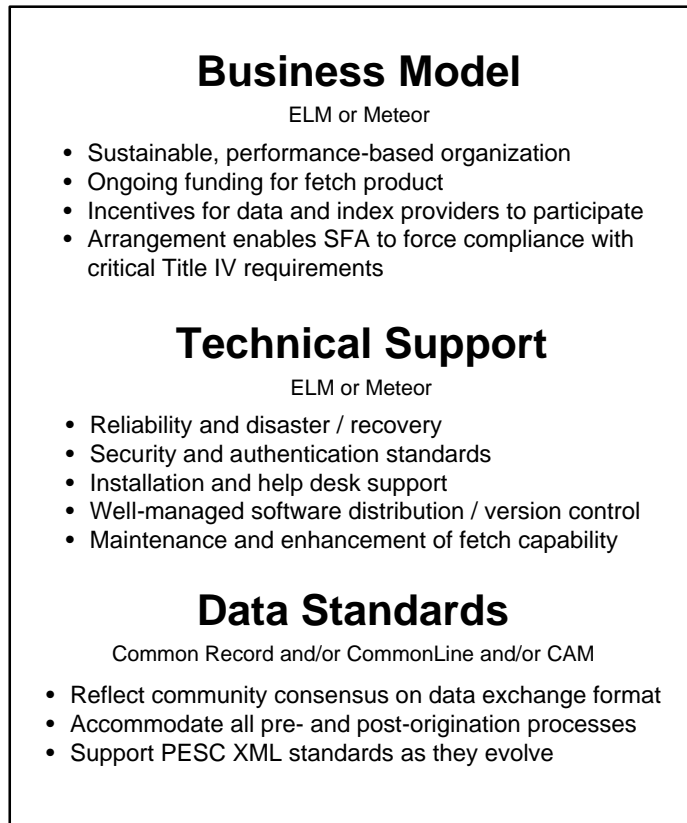 Business Model
ELM or Meteor
• Sustainable, performance-based organization
• Ongoing funding for fetch product
• Incentives for data and index providers to participate
• Arrangement enables SFA to force compliance with
critical Title IV requirements
Technical Support
ELM or Meteor
• Reliability and disaster / recovery
• Security and authentication standards
• Installation and help desk support
• Well-managed software distribution / version control
• Maintenance and enhancement of fetch capability
Data Standards
Common Record and/or CommonLine and/or CAM
• Reflect community consensus on data exchange format
• Accommodate all pre- and post-origination processes
• Support PESC XML standards as they evolve